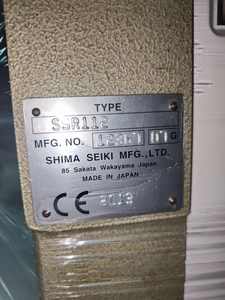 TYPE
SSR112
MFG. NO. G
SHIMA SEIKI MFG.,LTD.
85 Sakata Wakayama Japan
MADE IN JAPAN
CE